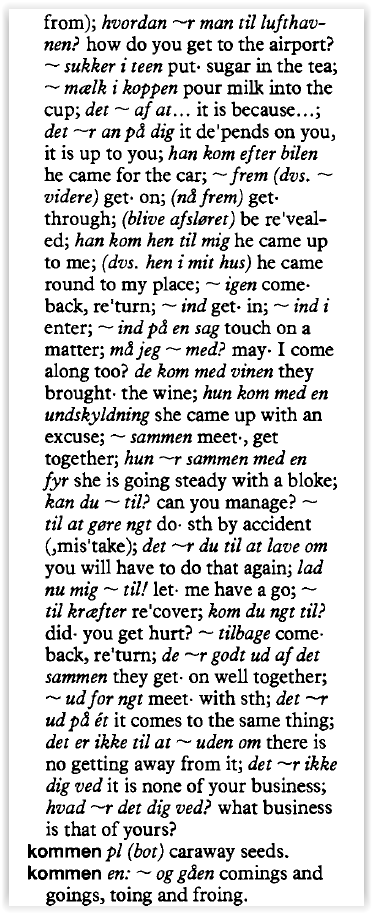 from); hvordan ~r man til lufthav-
nen? how do you get to the airport?
~ sukker i teen put· sugar in the tea;
~ mælk i koppen pour milk into the
cup; det ~ af at... it is because...;
det ~r an på dig it de'pends on you,
it is up to you; han kom efter bilen
he came for the car; ~ frem (dvs. ~
videre) get· on; (nå frem) get·
through; (blive afsløret) be re'veal-
ed; han kom hen til mig he came up
to me; (dvs. hen i mit hus) he came
round to my place; ~ igen come·
back, re'turn; ~ ind get· in; ~ ind i
enter; ~ ind på en sag touch on a
matter; må jeg ~ med? may· I come
along too? de kom med vinen they
brought· the wine; hun kom med en
undskyldning she came up with an
excuse; ~ sammen meet·, get
together; hun ~r sammen med en
fyr she is going steady with a bloke;
kan du ~ til? can you manage? ~
til at gøre ngt do· sth by accident
(,mis'take); det ~r du til at lave om
you will have to do that again; lad
nu mig ~ til! let· me have a go; ~
til kræfter re'cover; kom du ngt til?
did· you get hurt? ~ tilbage come·
back, re'turn; de ~r godt ud af det
sammen they get· on well together;
~ ud for ngt meet· with sth; det ~r
ud på ét it comes to the same thing;
det er ikke til at ~ uden om there is
no getting away from it; det ~r ikke
dig ved it is none of your business;
hvad ~r det dig ved? what business
is that of yours?
kommen pl (bot) caraway seeds.
kommen en: ~ og gåen comings and
goings, toing and froing.